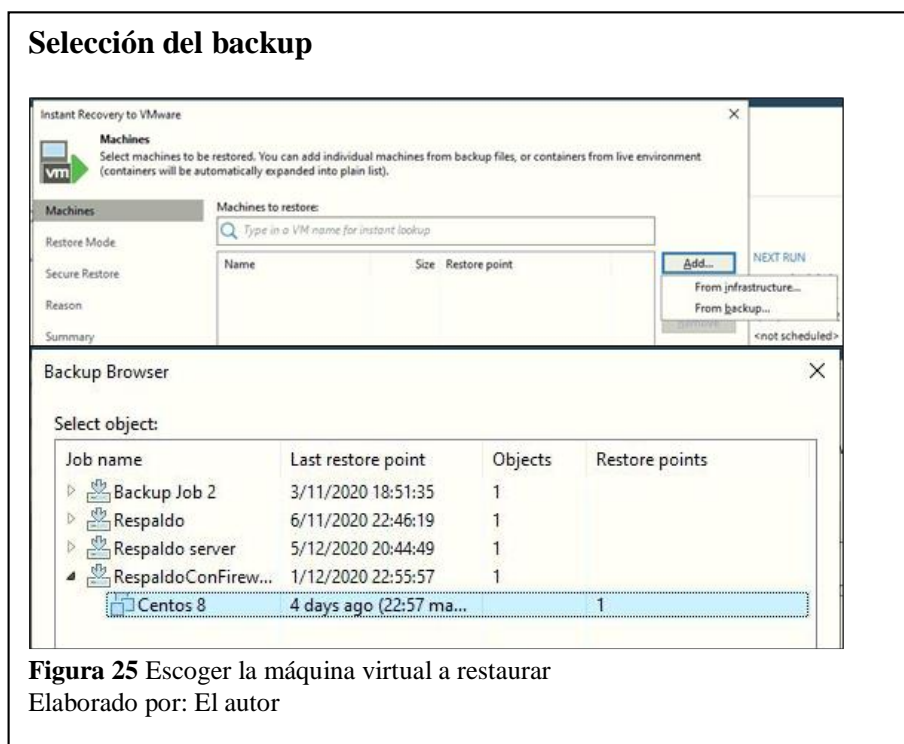 Selección del backup
Instant Recovery to VMware
Machines
Select machines to be restored. You can add individual machines from backup files, or containers from live environment
(containers will be automatically expanded into plain list).
vm
Machines
Restore Mode
Secure Restore
Reason
Summary
Machines to restore:
Type in a VM name for instant lookup
Name Size Restore point
Add...
From infrastructure...
From backup...
Remove
NEXT RUN
<not scheduled>
Backup Browser
Select object:
Job name Last restore point Objects Restore points
Backup Job 2 3/11/2020 18:51:35 1
Respaldo 6/11/2020 22:46:19 1
Respaldo server 5/12/2020 20:44:49 1
RespaldoConFirew... 1/12/2020 22:55:57 1
Centos 8 4 days ago (22:57 ma... 1
Figura 25 Escoger la máquina virtual a restaurar
Elaborado por: El autor